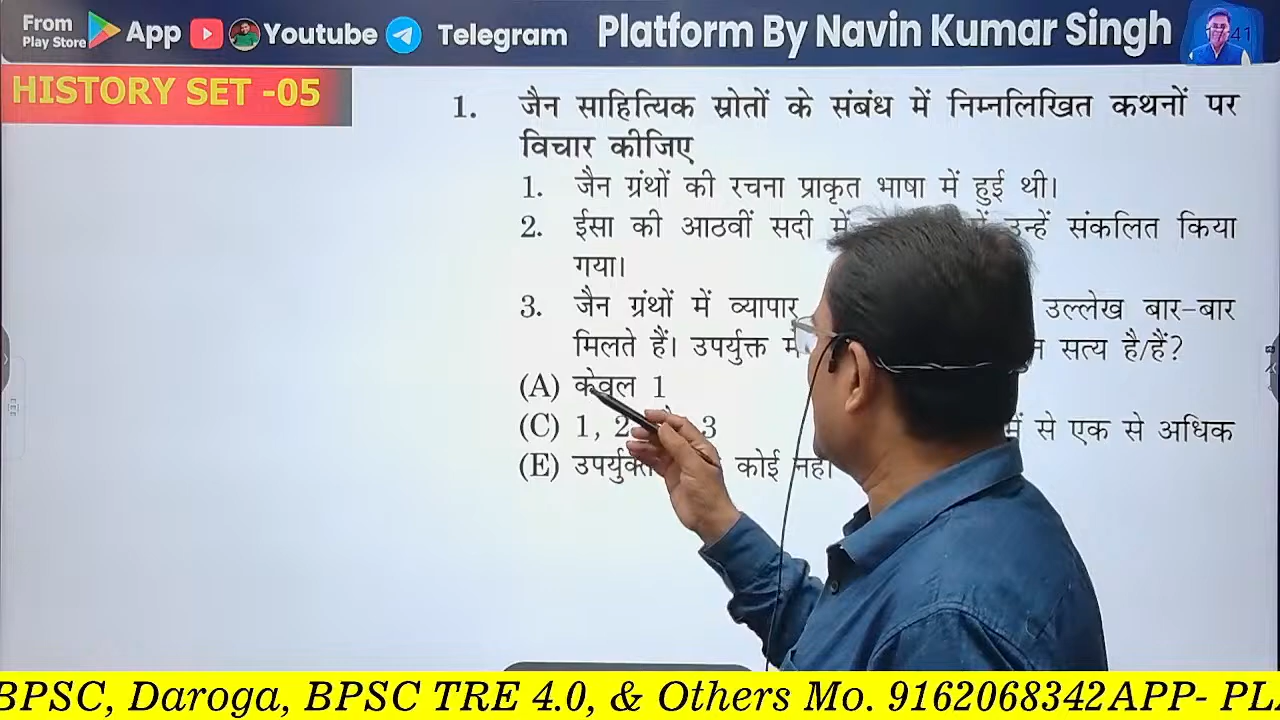 From
Play Store App Youtube Telegram Platform By Navin Kumar Singh
HISTORY SET -05
1. जैन साहित्यिक स्रोतों के संबंध में निम्नलिखित कथनों पर
विचार कीजिए
1. जैन ग्रंथों की रचना प्राकृत भाषा में हुई थी।
2. ईसा की आठवीं सदी में उन्हें संकलित किया
गया।
3. जैन ग्रंथों में व्यापार उल्लेख बार-बार
मिलते हैं। उपर्युक्त सत्य है/हैं?
(A) केवल 1
(C) 1, 2 3 में से एक से अधिक
(E) उपर्युक्त कोई नहीं
BPSC, Daroga, BPSC TRE 4.0, & Others Mo. 9162068342APP-